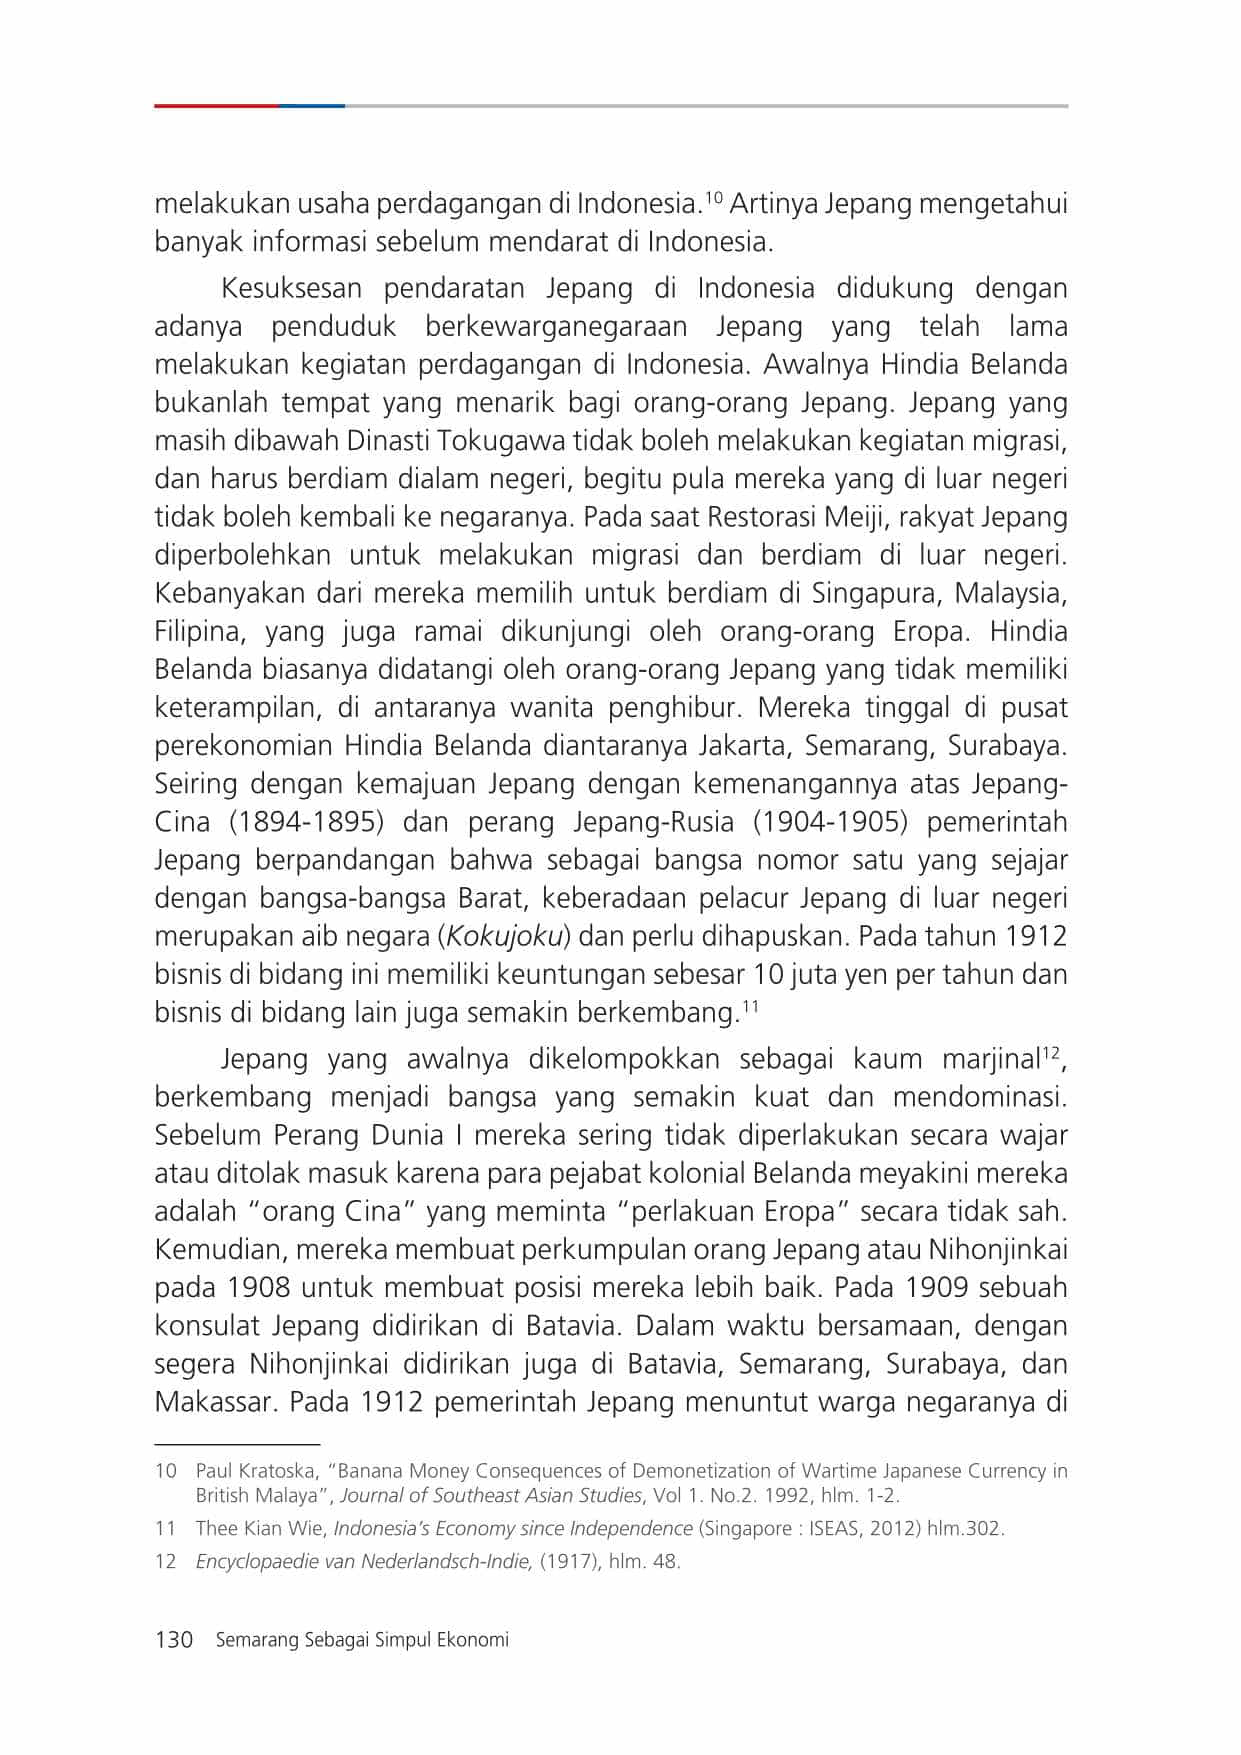 melakukan usaha perdagangan di Indonesia.¹⁰ Artinya Jepang mengetahui
banyak informasi sebelum mendarat di Indonesia.
Kesuksesan pendaratan Jepang di Indonesia didukung dengan
adanya penduduk berkewarganegaraan Jepang yang telah lama
melakukan kegiatan perdagangan di Indonesia. Awalnya Hindia Belanda
bukanlah tempat yang menarik bagi orang-orang Jepang. Jepang yang
masih dibawah Dinasti Tokugawa tidak boleh melakukan kegiatan migrasi,
dan harus berdiam dialam negeri, begitu pula mereka yang di luar negeri
tidak boleh kembali ke negaranya. Pada saat Restorasi Meiji, rakyat Jepang
diperbolehkan untuk melakukan migrasi dan berdiam di luar negeri.
Kebanyakan dari mereka memilih untuk berdiam di Singapura, Malaysia,
Filipina, yang juga ramai dikunjungi oleh orang-orang Eropa. Hindia
Belanda biasanya didatangi oleh orang-orang Jepang yang tidak memiliki
keterampilan, di antaranya wanita penghibur. Mereka tinggal di pusat
perekonomian Hindia Belanda diantaranya Jakarta, Semarang, Surabaya.
Seiring dengan kemajuan Jepang dengan kemenangannya atas Jepang-
Cina (1894-1895) dan perang Jepang-Rusia (1904-1905) pemerintah
Jepang berpandangan bahwa sebagai bangsa nomor satu yang sejajar
dengan bangsa-bangsa Barat, keberadaan pelacur Jepang di luar negeri
merupakan aib negara (Kokujoku) dan perlu dihapuskan. Pada tahun 1912
bisnis di bidang ini memiliki keuntungan sebesar 10 juta yen per tahun dan
bisnis di bidang lain juga semakin berkembang.¹¹
Jepang yang awalnya dikelompokkan sebagai kaum marjinal¹²,
berkembang menjadi bangsa yang semakin kuat dan mendominasi.
Sebelum Perang Dunia I mereka sering tidak diperlakukan secara wajar
atau ditolak masuk karena para pejabat kolonial Belanda meyakini mereka
adalah “orang Cina” yang meminta “perlakuan Eropa” secara tidak sah.
Kemudian, mereka membuat perkumpulan orang Jepang atau Nihonjinkai
pada 1908 untuk membuat posisi mereka lebih baik. Pada 1909 sebuah
konsulat Jepang didirikan di Batavia. Dalam waktu bersamaan, dengan
segera Nihonjinkai didirikan juga di Batavia, Semarang, Surabaya, dan
Makassar. Pada 1912 pemerintah Jepang menuntut warga negaranya di
10 Paul Kratoska, “Banana Money Consequences of Demonetization of Wartime Japanese Currency in
British Malaya”, Journal of Southeast Asian Studies, Vol 1. No.2. 1992, hlm. 1-2.
11 Thee Kian Wie, Indonesia’s Economy since Independence (Singapore : ISEAS, 2012) hlm.302.
12 Encyclopaedie van Nederlandsch-Indie, (1917), hlm. 48.
130 Semarang Sebagai Simpul Ekonomi